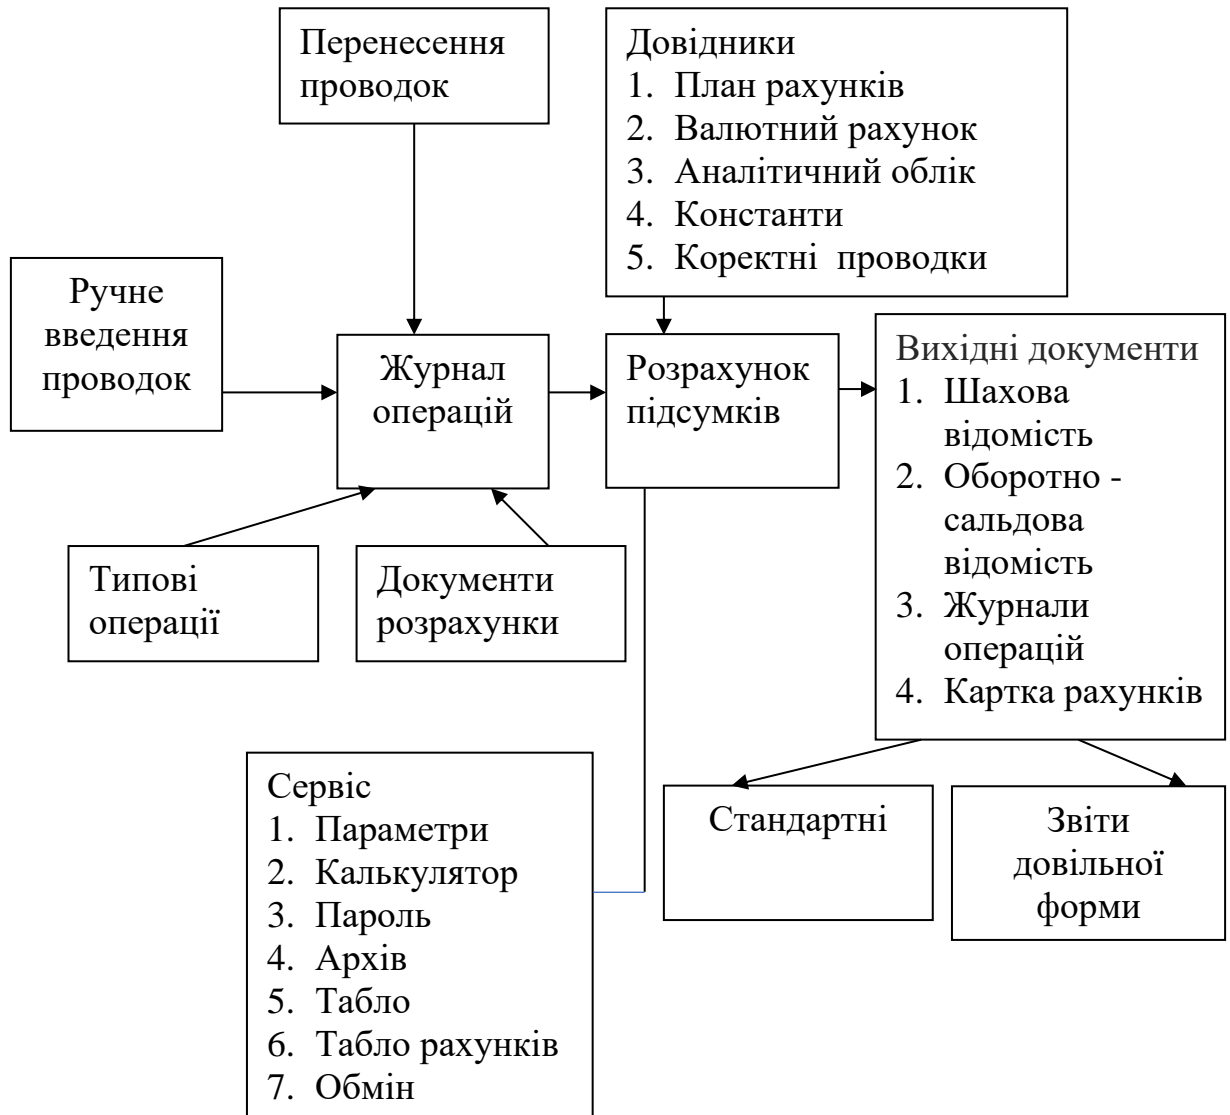 Перенесення
проводок
Довідники
1. План рахунків
2. Валютний рахунок
3. Аналітичний облік
4. Константи
5. Коректні проводки
Ручне
введення
проводок
Журнал
операцій
Розрахунок
підсумків
Вихідні документи
1. Шахова
відомість
2. Оборотно -
сальдова
відомість
3. Журнали
операцій
4. Картка рахунків
Типові
операції
Документи
розрахунки
Сервіс
1. Параметри
2. Калькулятор
3. Пароль
4. Архів
5. Табло
6. Табло рахунків
7. Обмін
Стандартні
Звіти
довільної
форми